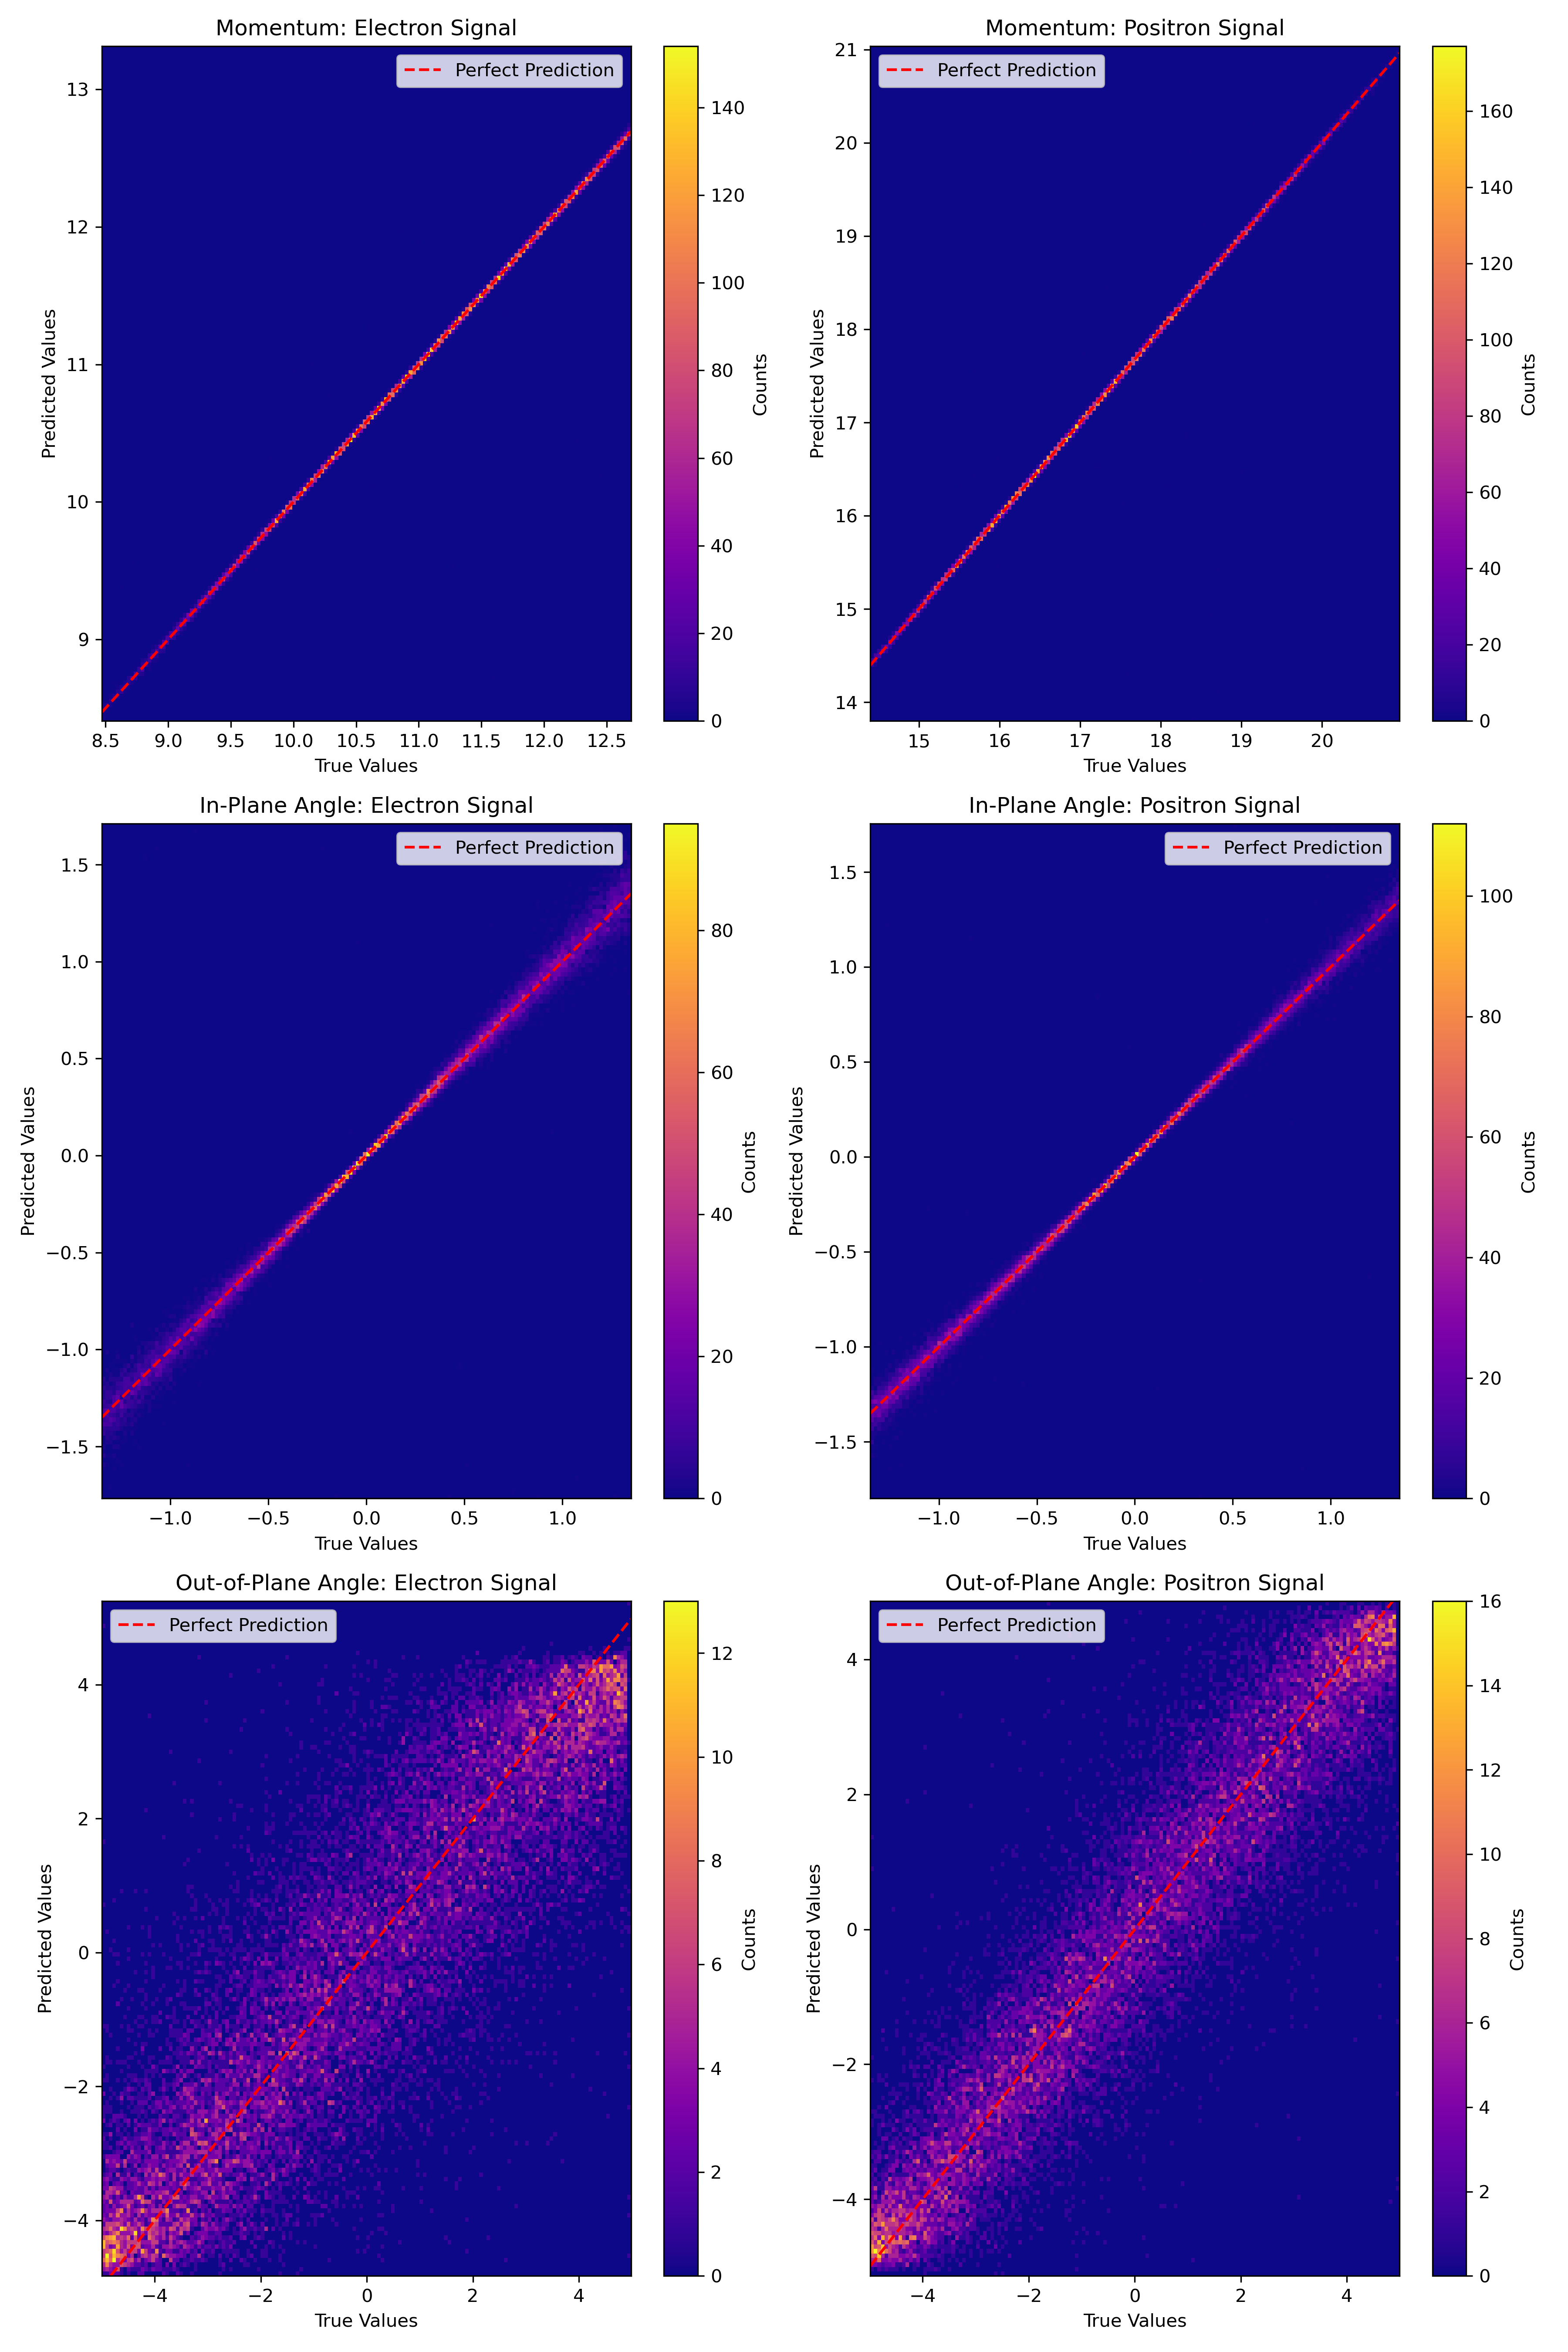 Momentum: Electron Signal
Perfect Prediction
13
12
11
10
9
Predicted Values
8.5 9.0 9.5 10.0 10.5 11.0 11.5 12.0 12.5
True Values
140
120
100
80
60
40
20
0
Counts
Momentum: Positron Signal
Perfect Prediction
21
20
19
18
17
16
15
14
Predicted Values
15 16 17 18 19 20
True Values
160
140
120
100
80
60
40
20
0
Counts
In-Plane Angle: Electron Signal
Perfect Prediction
1.5
1.0
0.5
0.0
−0.5
−1.0
−1.5
Predicted Values
−1.0 −0.5 0.0 0.5 1.0
True Values
80
60
40
20
0
Counts
In-Plane Angle: Positron Signal
Perfect Prediction
1.5
1.0
0.5
0.0
−0.5
−1.0
−1.5
Predicted Values
−1.0 −0.5 0.0 0.5 1.0
True Values
100
80
60
40
20
0
Counts
Out-of-Plane Angle: Electron Signal
Perfect Prediction
4
2
0
−2
−4
Predicted Values
−4 −2 0 2 4
True Values
12
10
8
6
4
2
0
Counts
Out-of-Plane Angle: Positron Signal
Perfect Prediction
4
2
0
−2
−4
Predicted Values
−4 −2 0 2 4
True Values
16
14
12
10
8
6
4
2
0
Counts